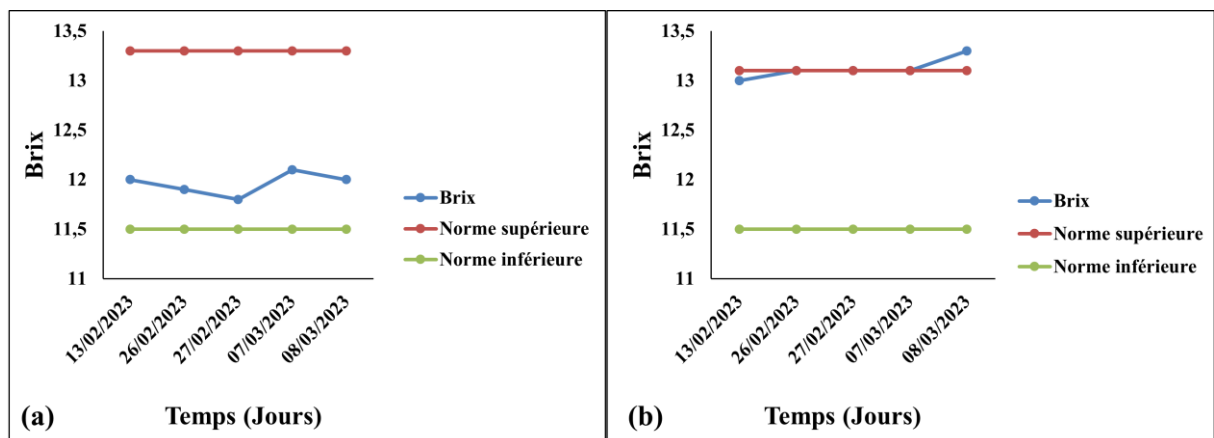 13,5
13
12,5
12
11,5
11
Brix
Brix
Norme supérieure
Norme inférieure
13/02/2023
26/02/2023
27/02/2023
07/03/2023
08/03/2023
(a)
Temps (Jours)
13,5
13
12,5
12
11,5
11
Brix
Brix
Norme supérieure
Norme inférieure
13/02/2023
26/02/2023
27/02/2023
07/03/2023
08/03/2023
(b)
Temps (Jours)